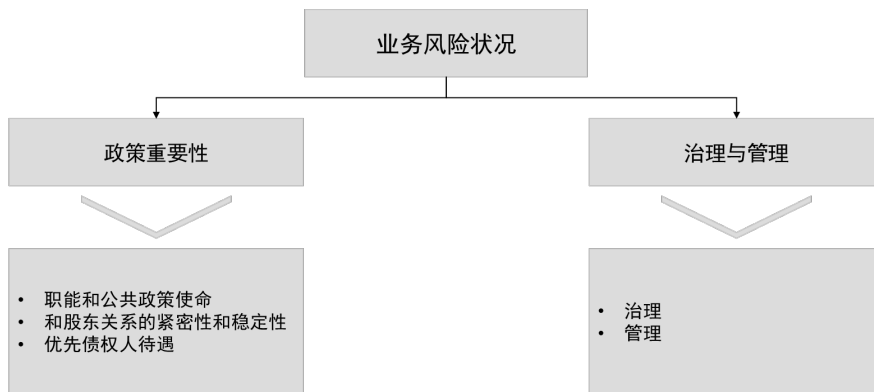 业务风险状况
政策重要性
治理与管理
• 职能和公共政策使命
• 和股东关系的紧密性和稳定性
• 优先债权人待遇
• 治理
• 管理